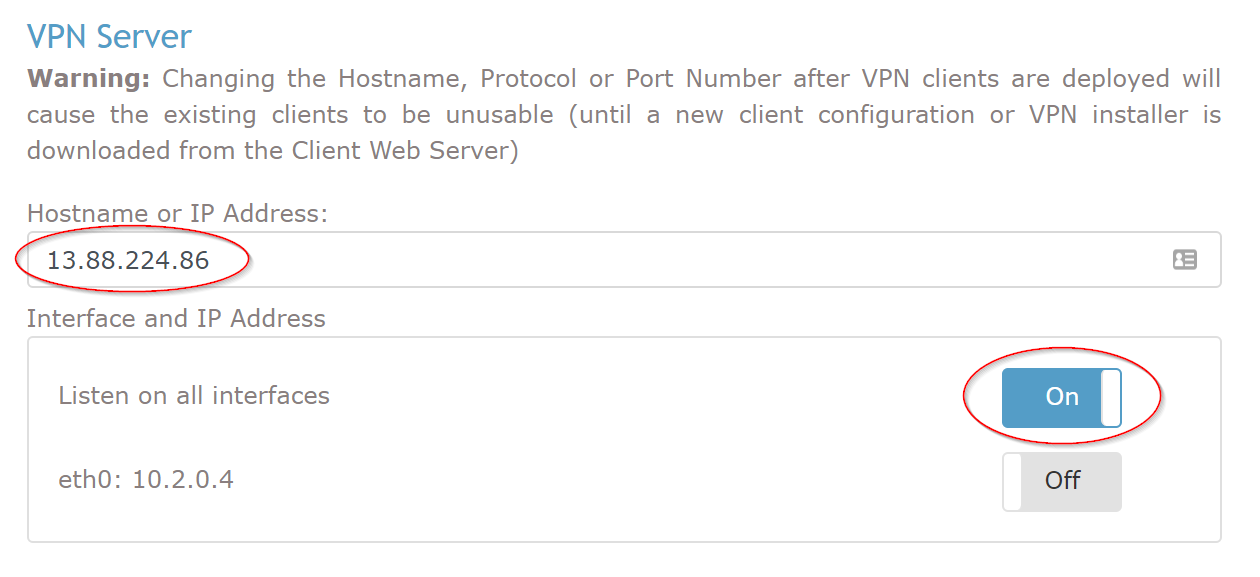 VPN Server
Warning: Changing the Hostname, Protocol or Port Number after VPN clients are deployed will
cause the existing clients to be unusable (until a new client configuration or VPN installer is
downloaded from the Client Web Server)
Hostname or IP Address:
13.88.224.86
Interface and IP Address
Listen on all interfaces On
eth0: 10.2.0.4 Off